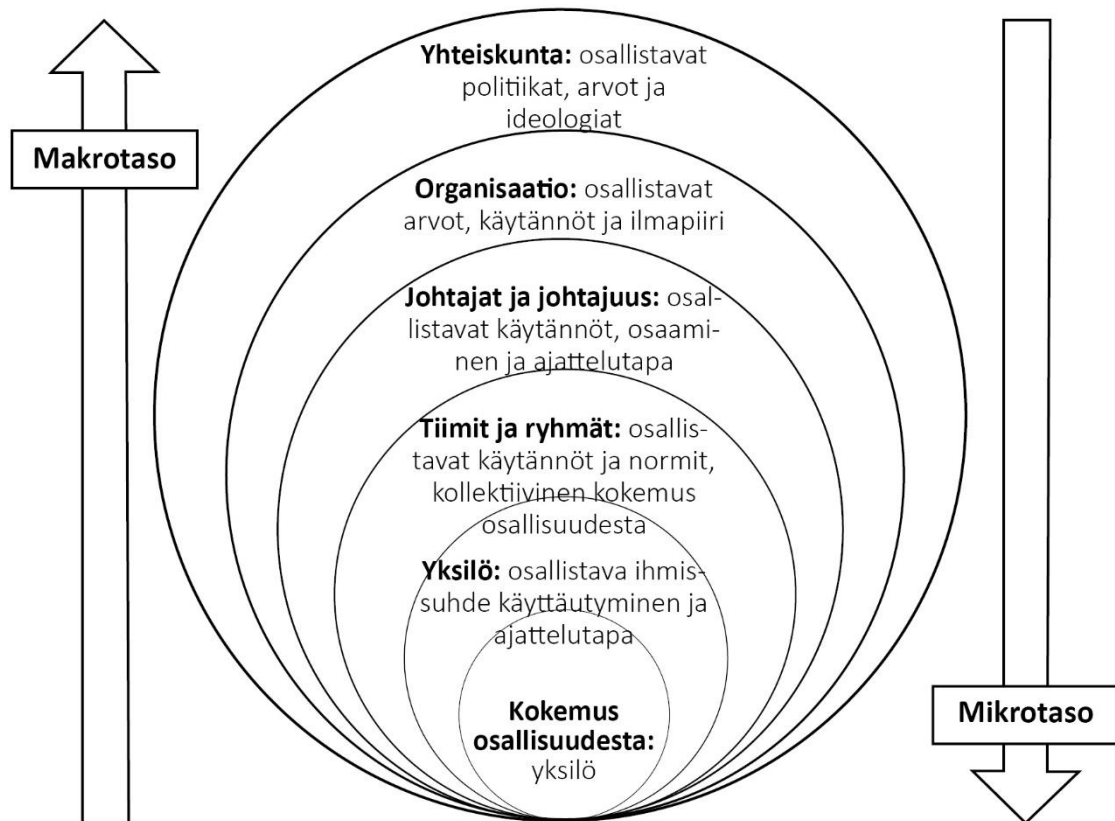 Yhteiskunta: osallistavat
politiikat, arvot ja
ideologiat
Makrotaso
Organisaatio: osallistavat
arvot, käytännöt ja ilmapiiri
Johtajat ja johtajuus: osal-
listavat käytännöt, osaami-
nen ja ajattelutapa
Tiimit ja ryhmät: osallis-
tavat käytännöt ja normit,
kollektiivinen kokemus
osallisuudesta
Yksilö: osallistava ihmis-
suhde käyttäutyminen ja
ajattelutapa
Kokemus
osallisuudesta:
yksilö
Mikrotaso